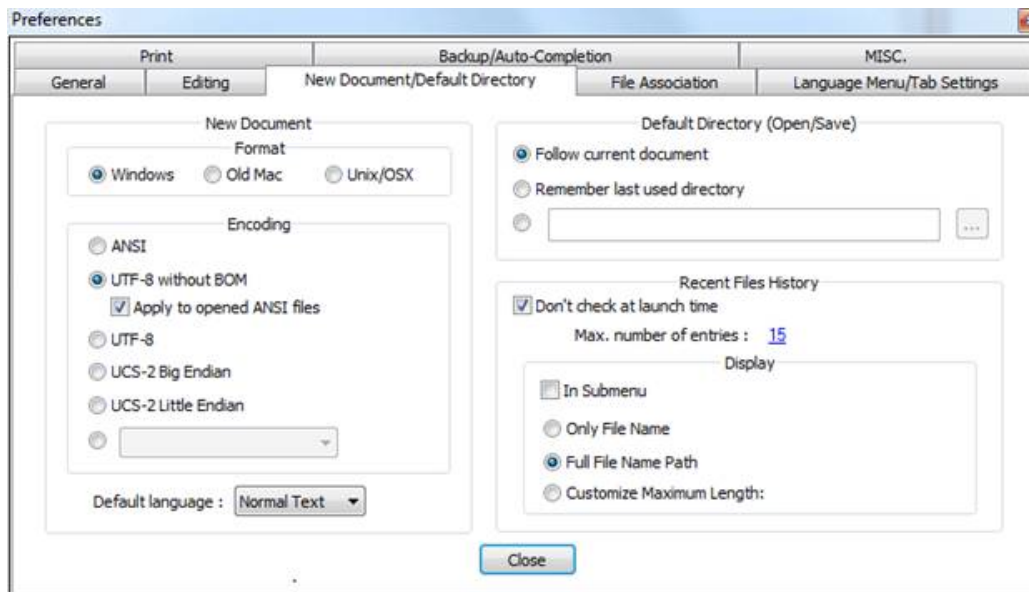 Preferences
Print Backup/Auto-Completion MISC.
General Editing New Document/Default Directory File Association Language Menu/Tab Settings
New Document
Format
Windows Old Mac Unix/OSX
Encoding
ANSI
UTF-8 without BOM
Apply to opened ANSI files
UTF-8
UCS-2 Big Endian
UCS-2 Little Endian
Default language : Normal Text
Default Directory (Open/Save)
Follow current document
Remember last used directory
...
Recent Files History
Don't check at launch time
Max. number of entries : 15
Display
In Submenu
Only File Name
Full File Name Path
Customize Maximum Length:
Close